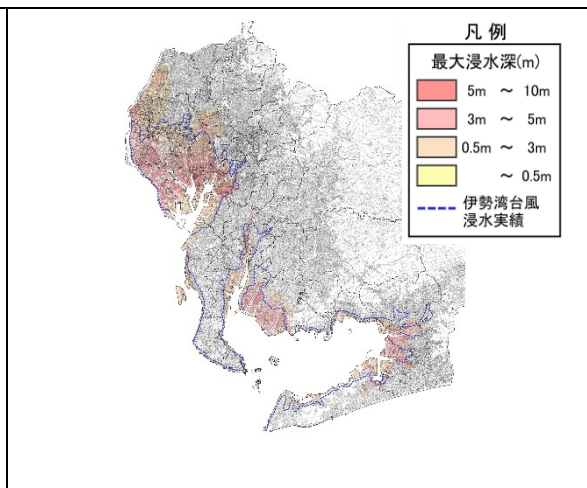 凡 例
最大浸水深(m)
5m ～ 10m
3m ～ 5m
0.5m ～ 3m
～ 0.5m
伊勢湾台風
浸水実績